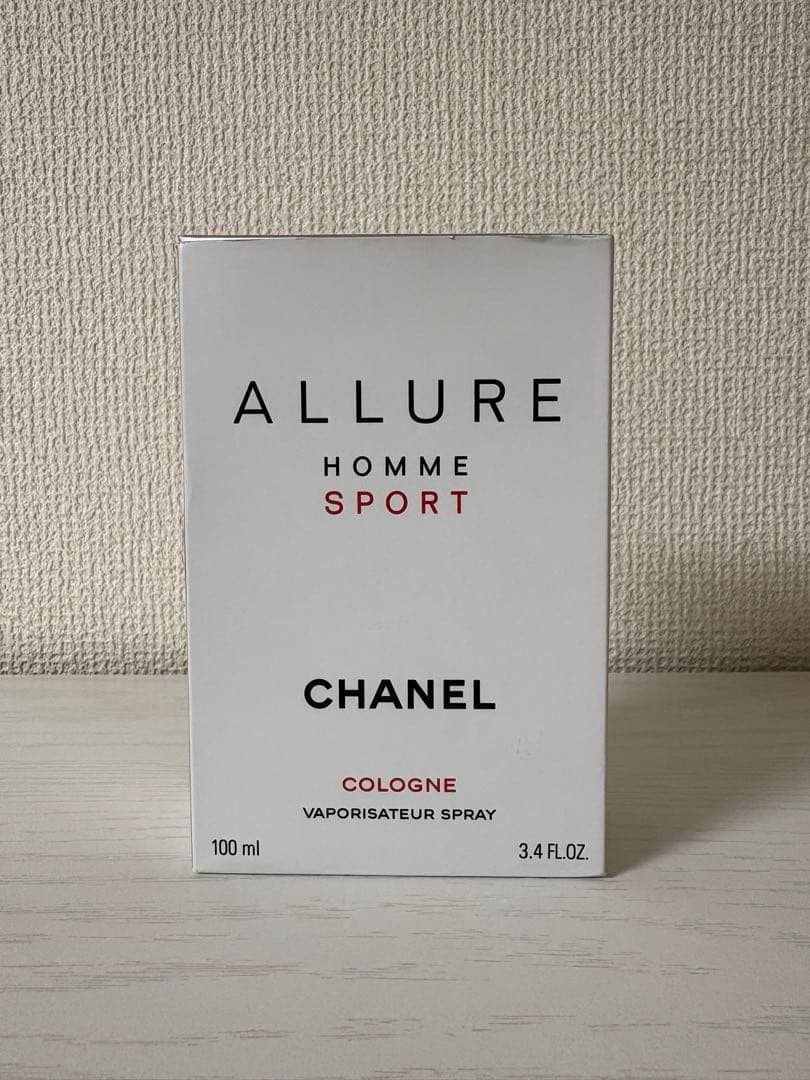 ALLURE
HOMME
SPORT
CHANEL
COLOGNE
VAPORISATEUR SPRAY
100 ml 3.4 FL.OZ.